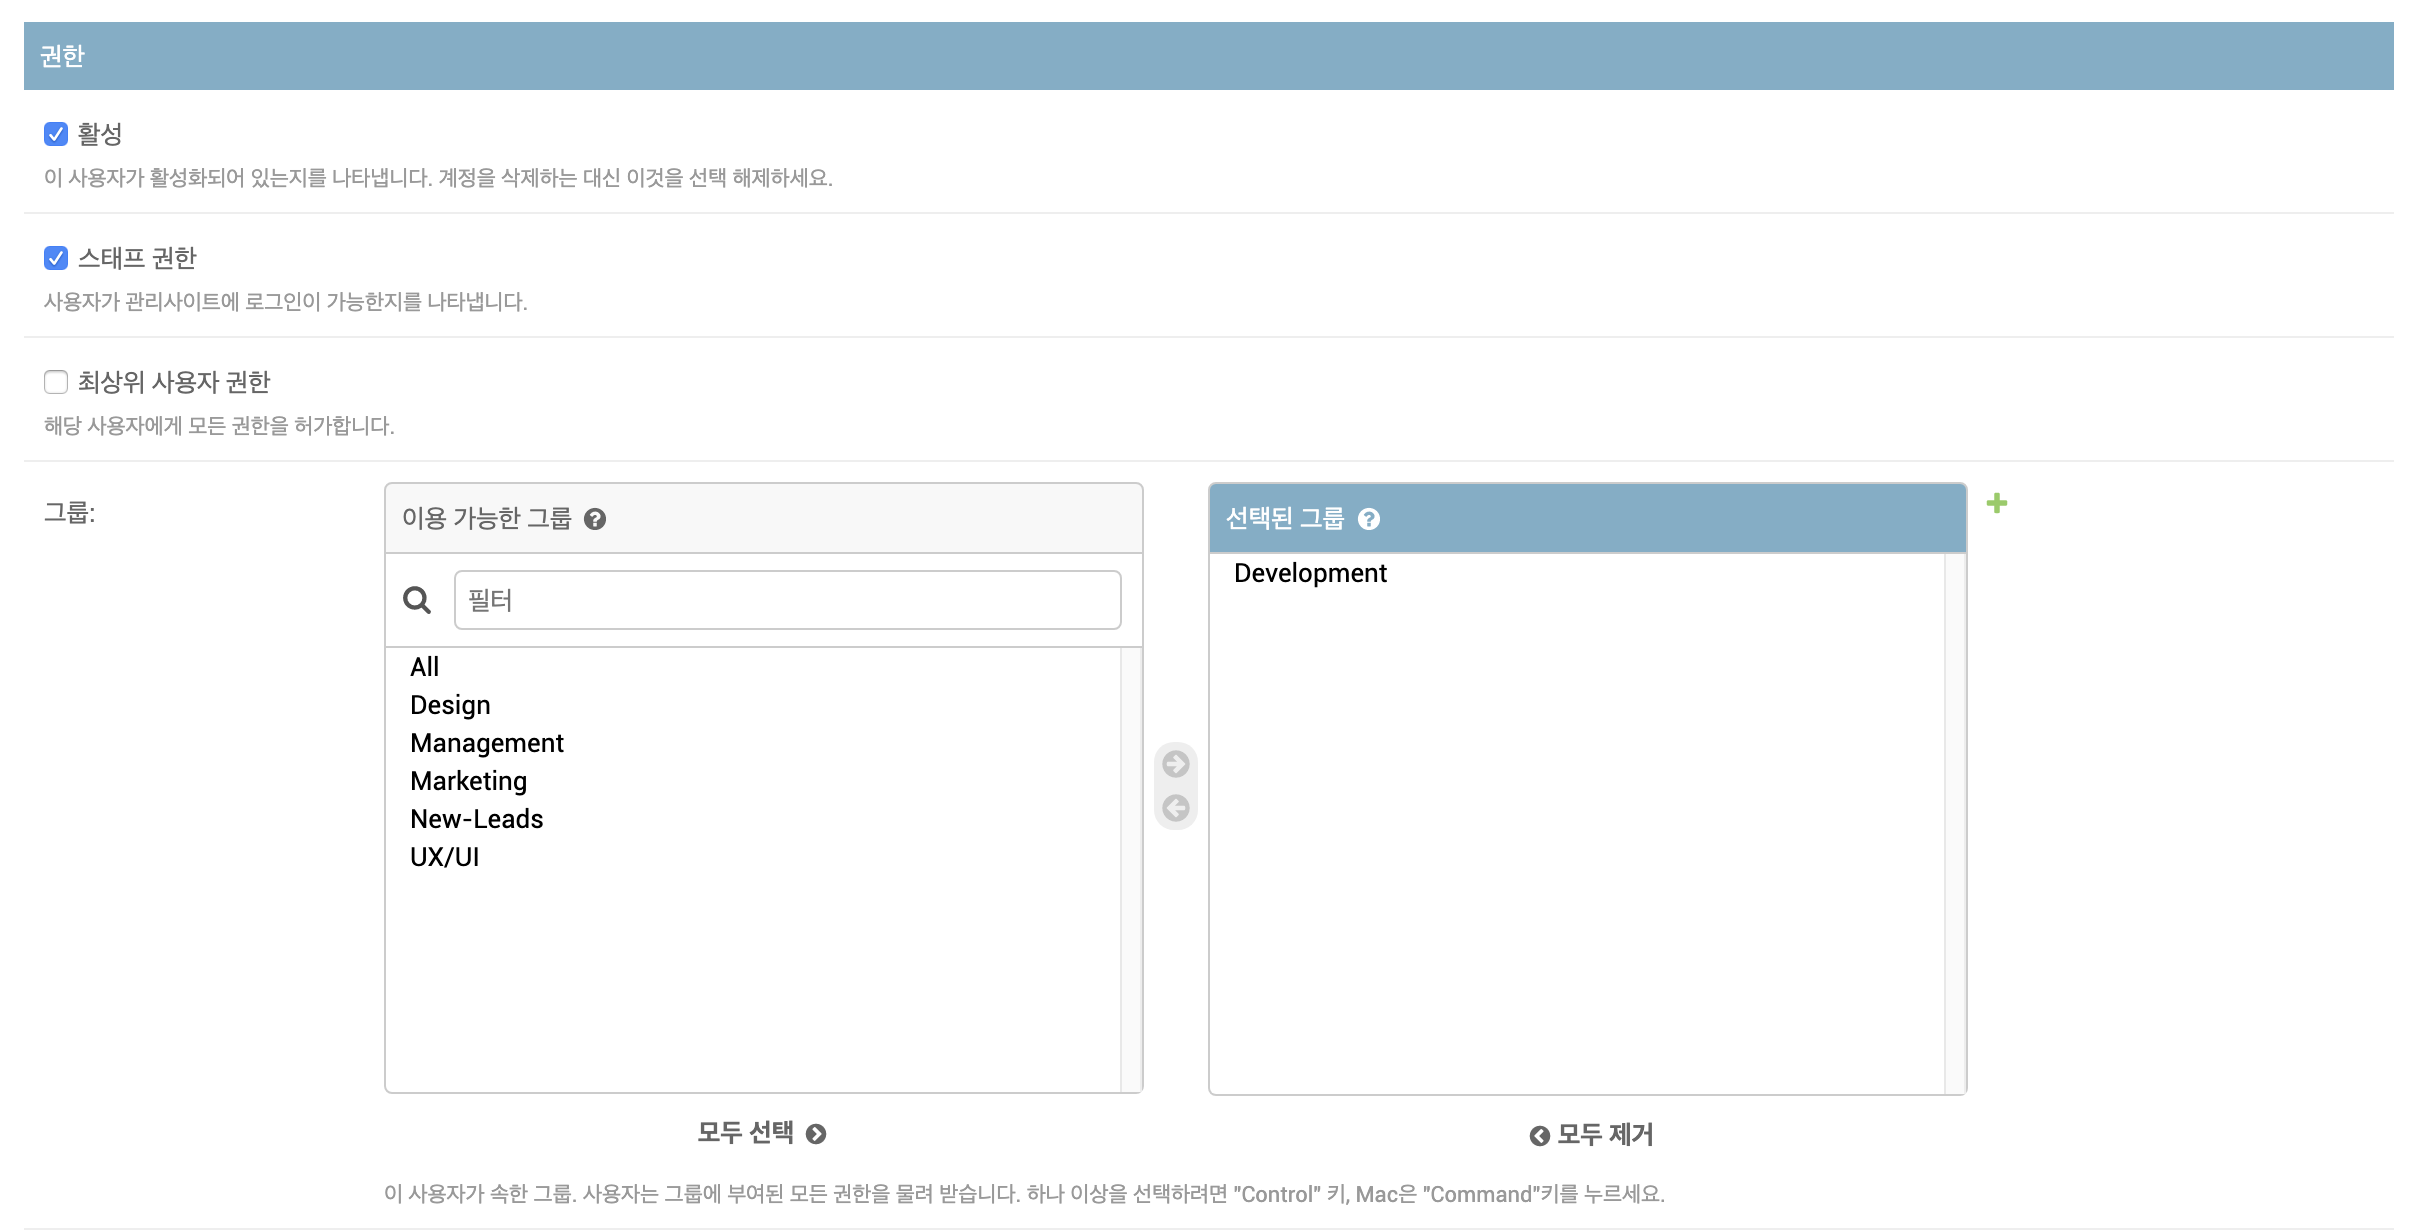 권한
활성
이 사용자가 활성화되어 있는지를 나타냅니다. 계정을 삭제하는 대신 이것을 선택 해제하세요.
스태프 권한
사용자가 관리사이트에 로그인이 가능한지를 나타냅니다.
최상위 사용자 권한
해당 사용자에게 모든 권한을 허가합니다.
그룹:
이용 가능한 그룹 ?
필터
All
Design
Management
Marketing
New-Leads
UX/UI
모두 선택
선택된 그룹 ?
Development
모두 제거
이 사용자가 속한 그룹. 사용자는 그룹에 부여된 모든 권한을 물려 받습니다. 하나 이상을 선택하려면 "Control" 키, Mac은 "Command"키를 누르세요.